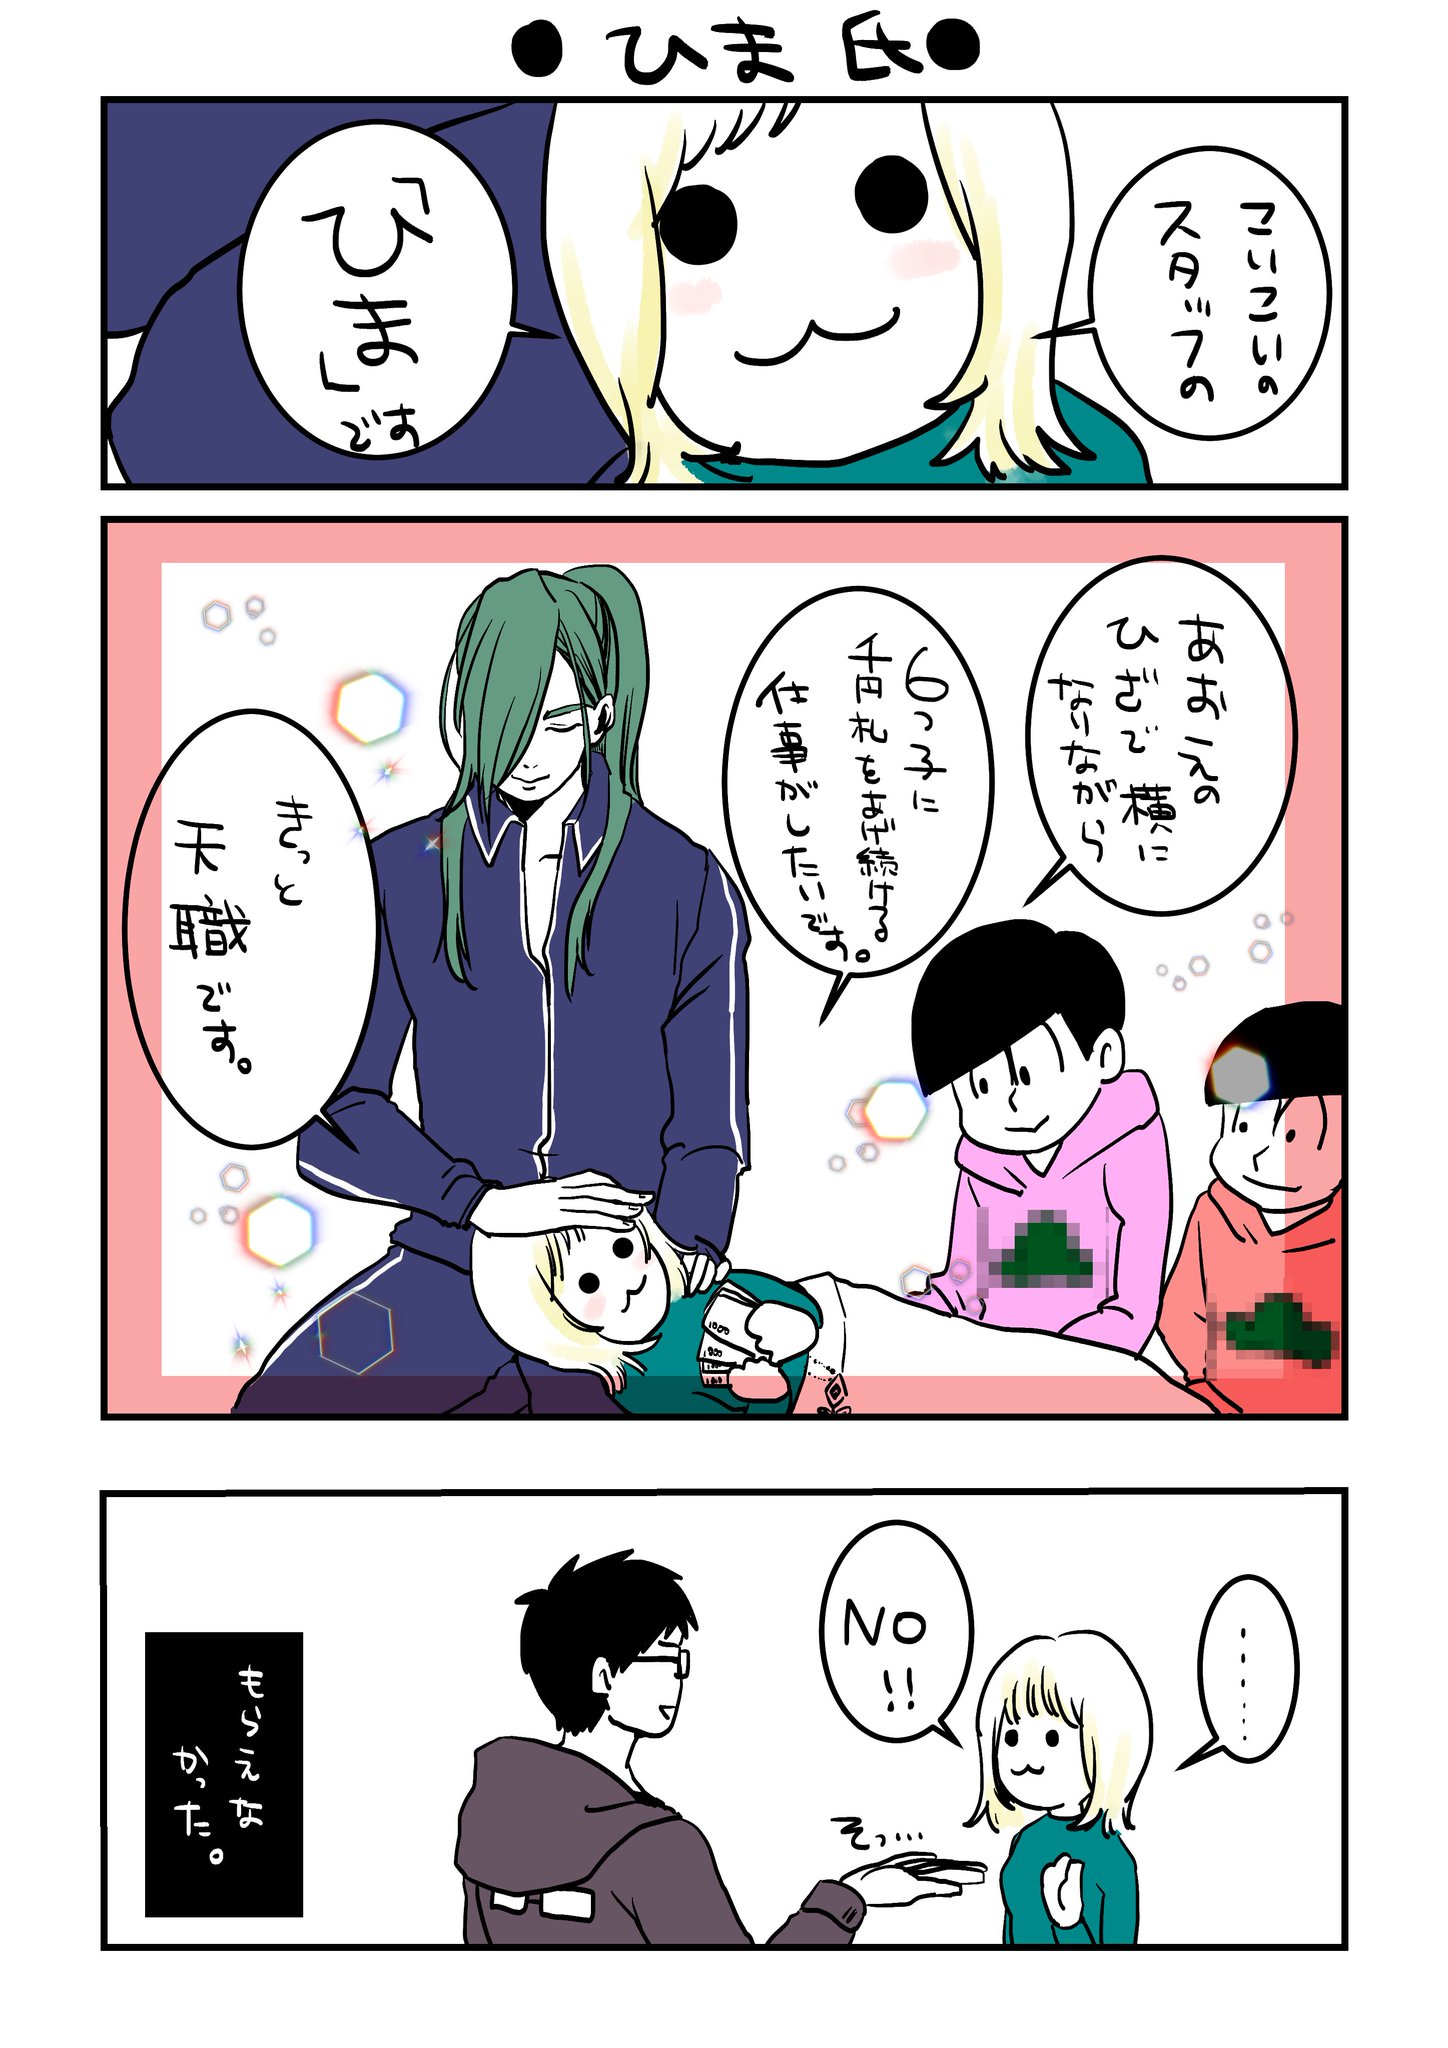 ●ひま氏●
こいこいの
スタッフの
「ひま」
です
あおえの
ひざで横に
なりながら
6つ子に
千円札をあげ続ける
仕事がしたいです。
きっと
天職です。
1000
1000
………
NO
!!
そっ…
もらえな
かった。